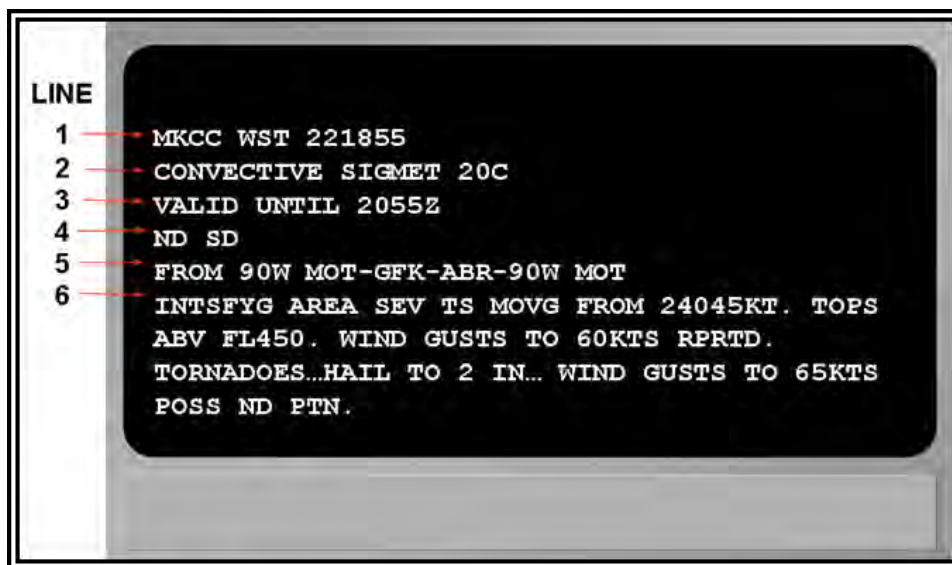 LINE
1 MKCC WST 221855
2 CONVECTIVE SIGMET 20C
3 VALID UNTIL 2055Z
4 ND SD
5 FROM 90W MOT-GFK-ABR-90W MOT
6 INTSFYG AREA SEV TS MOVG FROM 24045KT. TOPS
ABV FL450. WIND GUSTS TO 60KTS RPRTD.
TORNADOES…HAIL TO 2 IN… WIND GUSTS TO 65KTS
POSS ND PTN.